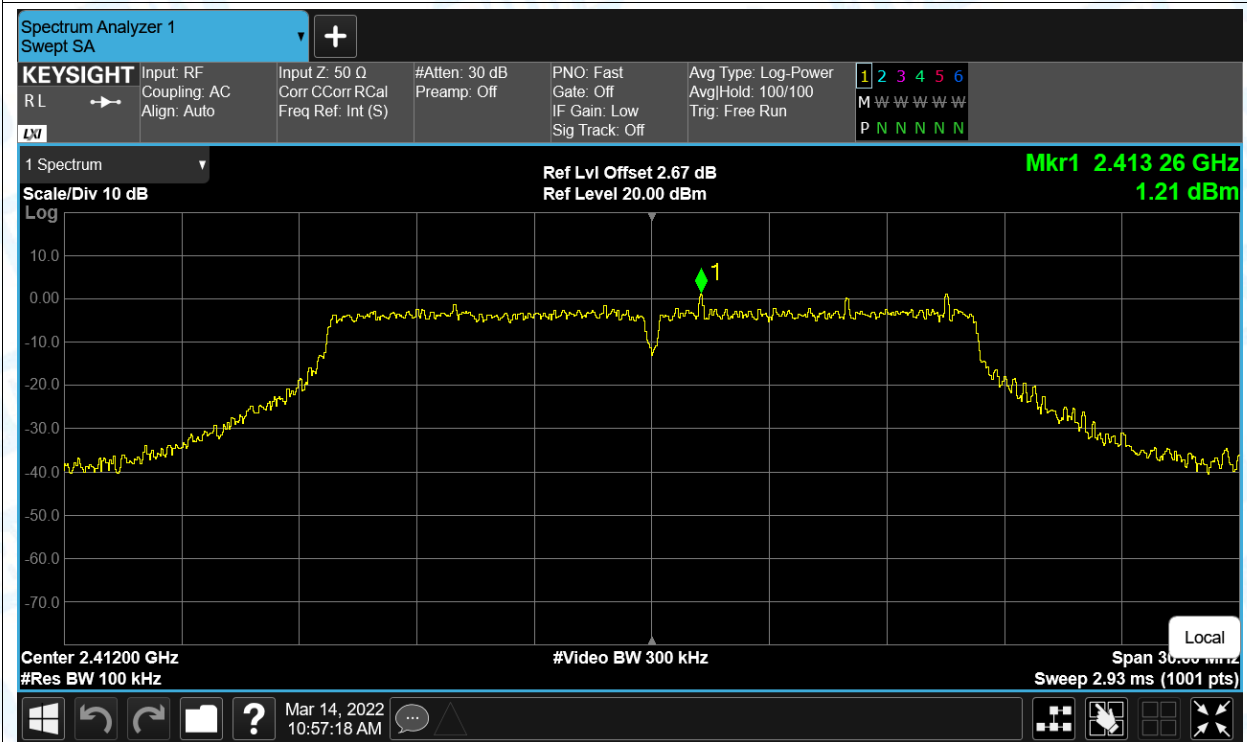 Spectrum Analyzer 1
Swept SA
KEYSIGHT
R L
LXI
Input: RF
Coupling: AC
Align: Auto
Input Z: 50 Ω
Corr CCorr RCal
Freq Ref: Int (S)
#Atten: 30 dB
Preamp: Off
PNO: Fast
Gate: Off
IF Gain: Low
Sig Track: Off
Avg Type: Log-Power
Avg|Hold: 100/100
Trig: Free Run
1 2 3 4 5 6
M W W W W W
P N N N N N
1 Spectrum
Scale/Div 10 dB
Log
Ref Lvl Offset 2.67 dB
Ref Level 20.00 dBm
Mkr1 2.413 26 GHz
1.21 dBm
1
10.0
0.00
-10.0
-20.0
-30.0
-40.0
-50.0
-60.0
-70.0
Local
Center 2.41200 GHz
#Video BW 300 kHz
Span 30.00 MHz
#Res BW 100 kHz
Sweep 2.93 ms (1001 pts)
?
Mar 14, 2022
10:57:18 AM